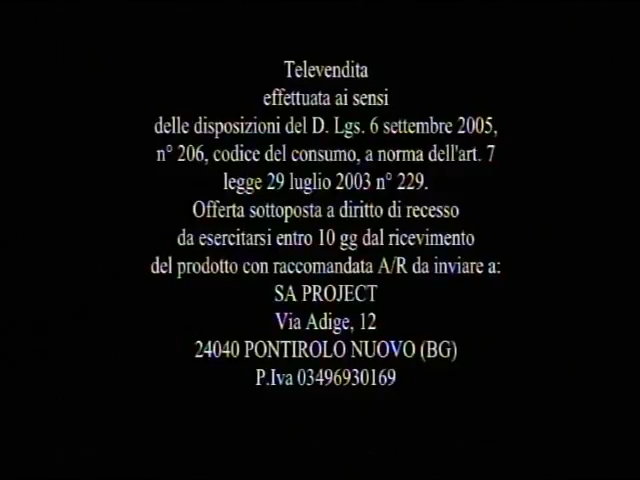 Televendita
effettuata ai sensi
delle disposizioni del D. Lgs. 6 settembre 2005,
n° 206, codice del consumo, a norma dell'art. 7
legge 29 luglio 2003 n° 229.
Offerta sottoposta a diritto di recesso
da esercitarsi entro 10 gg dal ricevimento
del prodotto con raccomandata A/R da inviare a:
SA PROJECT
Via Adige, 12
24040 PONTIROLO NUOVO (BG)
P.Iva 03496930169